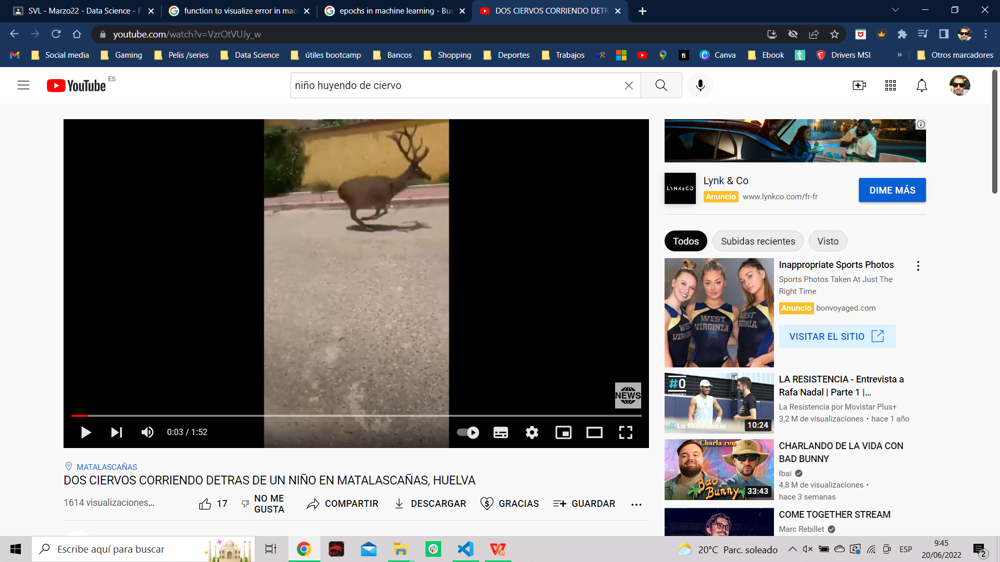 SVL - Marzo22 - Data Science - F
function to visualize error in mac
epochs in machine learning - Bus
DOS CIERVOS CORRIENDO DETR
youtube.com/watch?v=VzrOtVUJy_w
Social media
Gaming
Pelis /series
Data Science
útiles bootcamp
Bancos
Shopping
Deportes
Trabajos
Canva
Ebook
Drivers MSI
»
Otros marcadores
YouTube ES
niño huyendo de ciervo
NEWS
0:03 / 1:52
MATALASCAÑAS
DOS CIERVOS CORRIENDO DETRAS DE UN NIÑO EN MATALASCAÑAS, HUELVA
1614 visualizaciones...
17
NO ME
GUSTA
COMPARTIR
DESCARGAR
GRACIAS
GUARDAR
LYNK&CO
Lynk & Co
Anuncio www.lynkco.com/fr-fr
DIME MÁS
Todos
Subidas recientes
Visto
WEST
VIRGINIA
Inappropriate Sports Photos
Sports Photos Taken At Just The
Right Time
Anuncio bonvoyaged.com
VISITAR EL SITIO
#0
# La Resistencia
10:24
LA RESISTENCIA - Entrevista a
Rafa Nadal | Parte 1 |...
La Resistencia por Movistar Plus+
3,2 M de visualizaciones • hace 1 año
Charla con
Bad
Bunny
33:43
CHARLANDO DE LA VIDA CON
BAD BUNNY
Ibai
4,8 M de visualizaciones •
hace 3 semanas
COME TOGETHER STREAM
Marc Rebillet
Escribe aquí para buscar
20°C Parc. soleado
ESP
9:45
20/06/2022
2